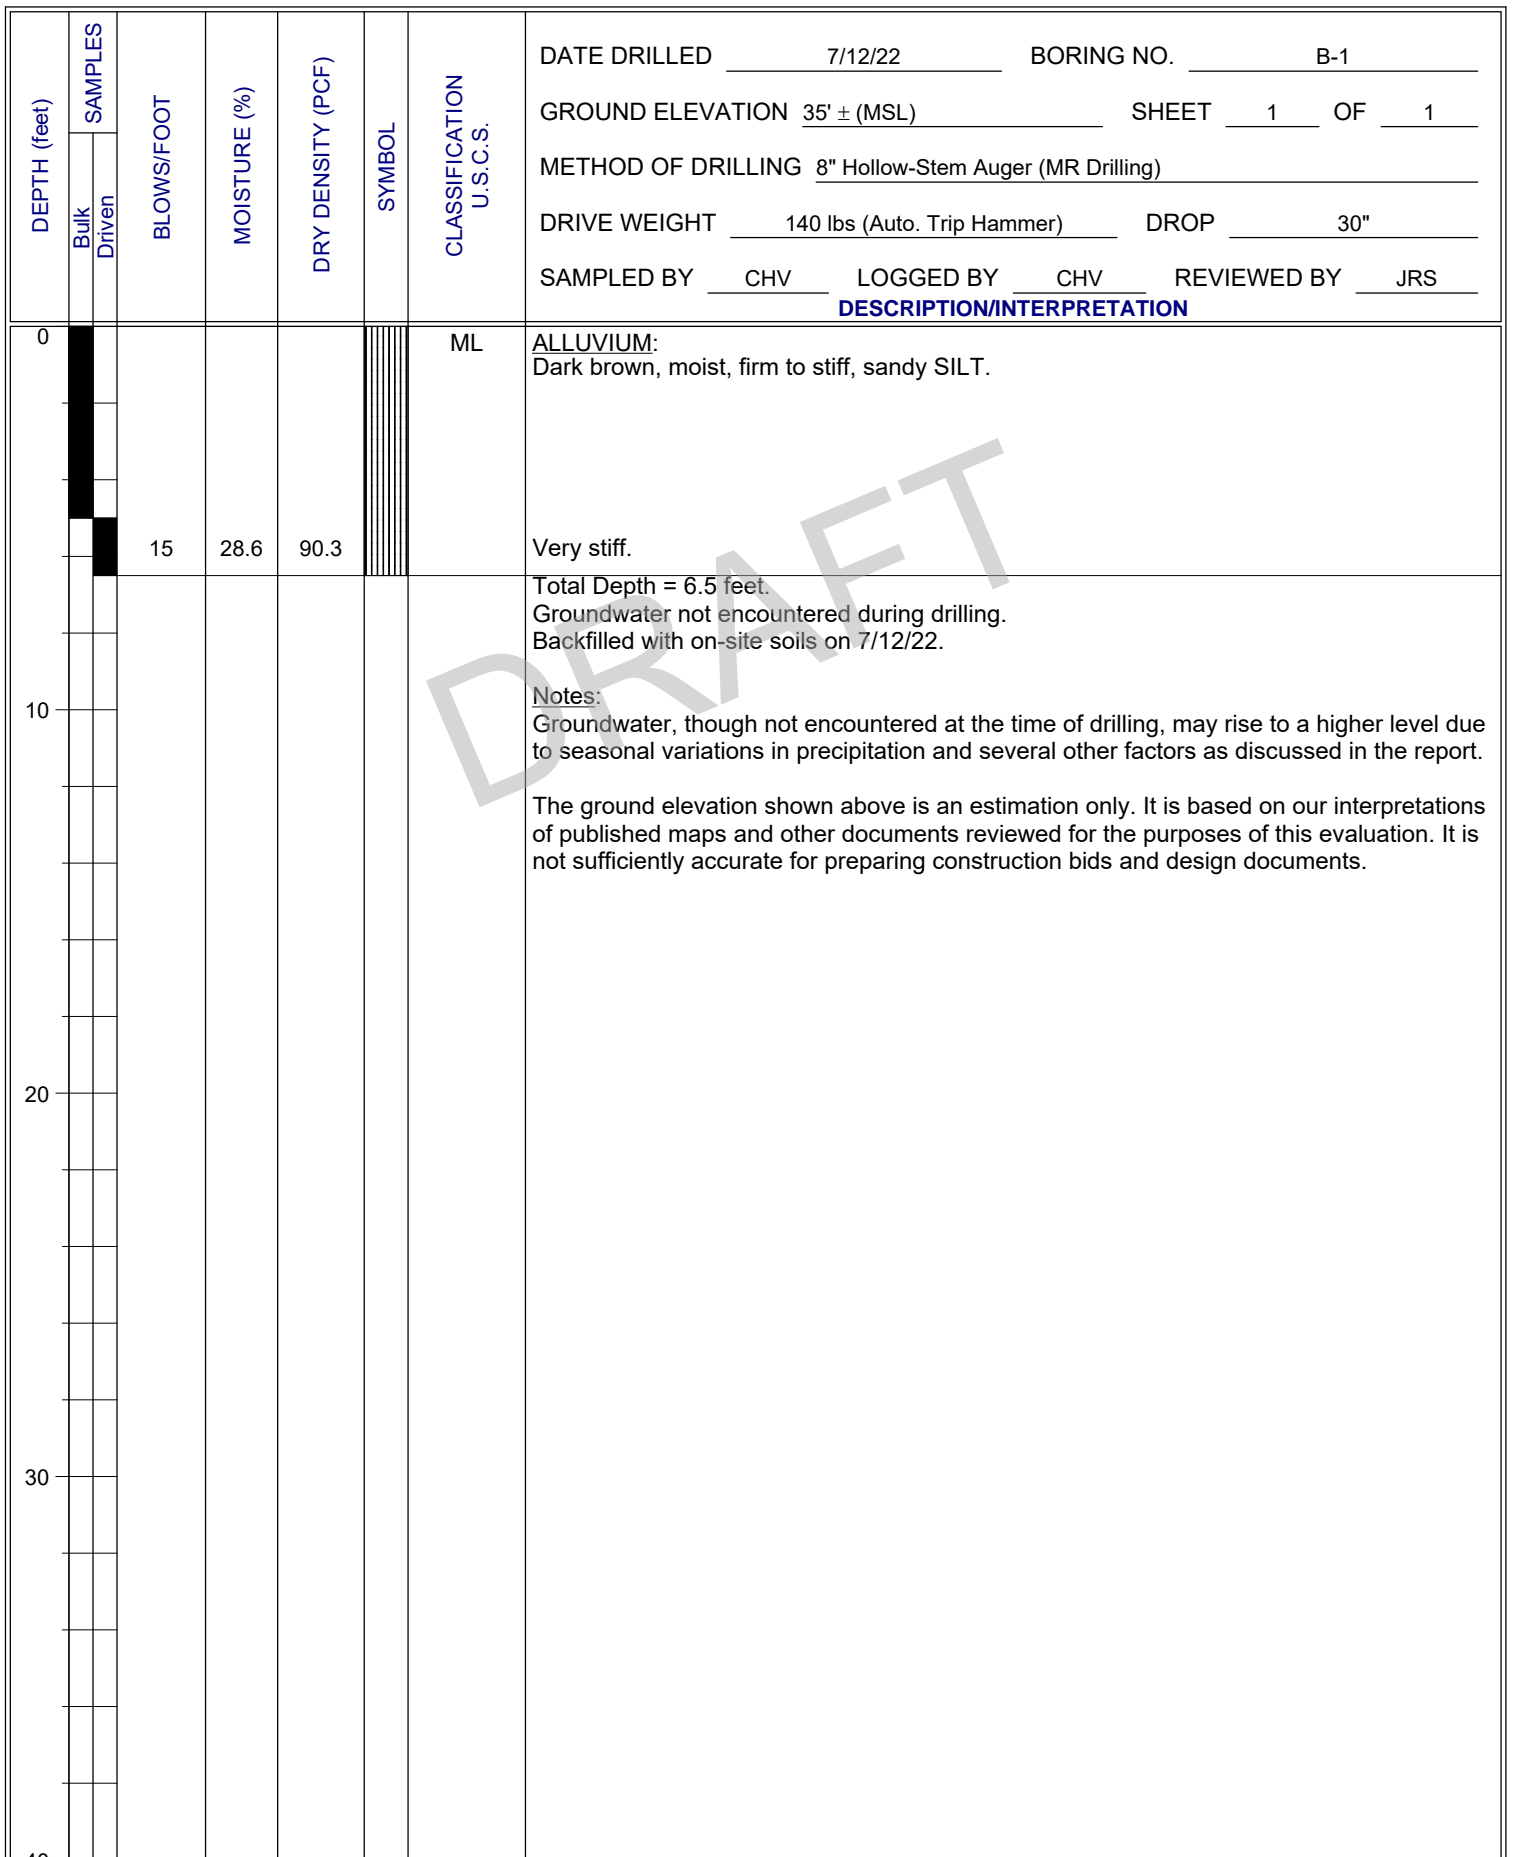 DEPTH (feet)
SAMPLES
Bulk
Driven
BLOWS/FOOT
MOISTURE (%)
DRY DENSITY (PCF)
SYMBOL
CLASSIFICATION
U.S.C.S.
DATE DRILLED 7/12/22 BORING NO. B-1
GROUND ELEVATION 35' ± (MSL) SHEET 1 OF 1
METHOD OF DRILLING 8" Hollow-Stem Auger (MR Drilling)
DRIVE WEIGHT 140 lbs (Auto. Trip Hammer) DROP 30"
SAMPLED BY CHV LOGGED BY CHV REVIEWED BY JRS
DESCRIPTION/INTERPRETATION
0 ML ALLUVIUM:
Dark brown, moist, firm to stiff, sandy SILT.
15 28.6 90.3 Very stiff.
Total Depth = 6.5 feet.
Groundwater not encountered during drilling.
Backfilled with on-site soils on 7/12/22.
Notes:
10
Groundwater, though not encountered at the time of drilling, may rise to a higher level due
to seasonal variations in precipitation and several other factors as discussed in the report.
The ground elevation shown above is an estimation only. It is based on our interpretations
of published maps and other documents reviewed for the purposes of this evaluation. It is
not sufficiently accurate for preparing construction bids and design documents.
20
30
DRAFT